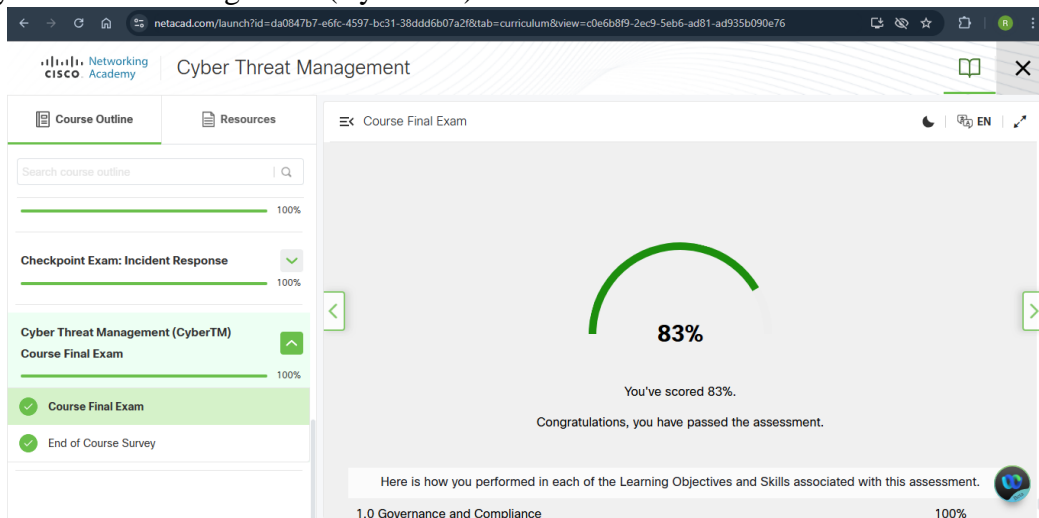 netacad.com/launch?id=da0847b7-e6fc-4597-bc31-38ddd6b07a2f&tab=curriculum&view=c0e6b8f9-2ec9-5eb6-ad81-ad935b090e76
R
Networking
CISCO Academy
Cyber Threat Management
Course Outline
Resources
Course Final Exam
EN
Search course outline
100%
Checkpoint Exam: Incident Response
100%
Cyber Threat Management (CyberTM)
Course Final Exam
100%
Course Final Exam
End of Course Survey
83%
You've scored 83%.
Congratulations, you have passed the assessment.
Here is how you performed in each of the Learning Objectives and Skills associated with this assessment.
1.0 Governance and Compliance
100%